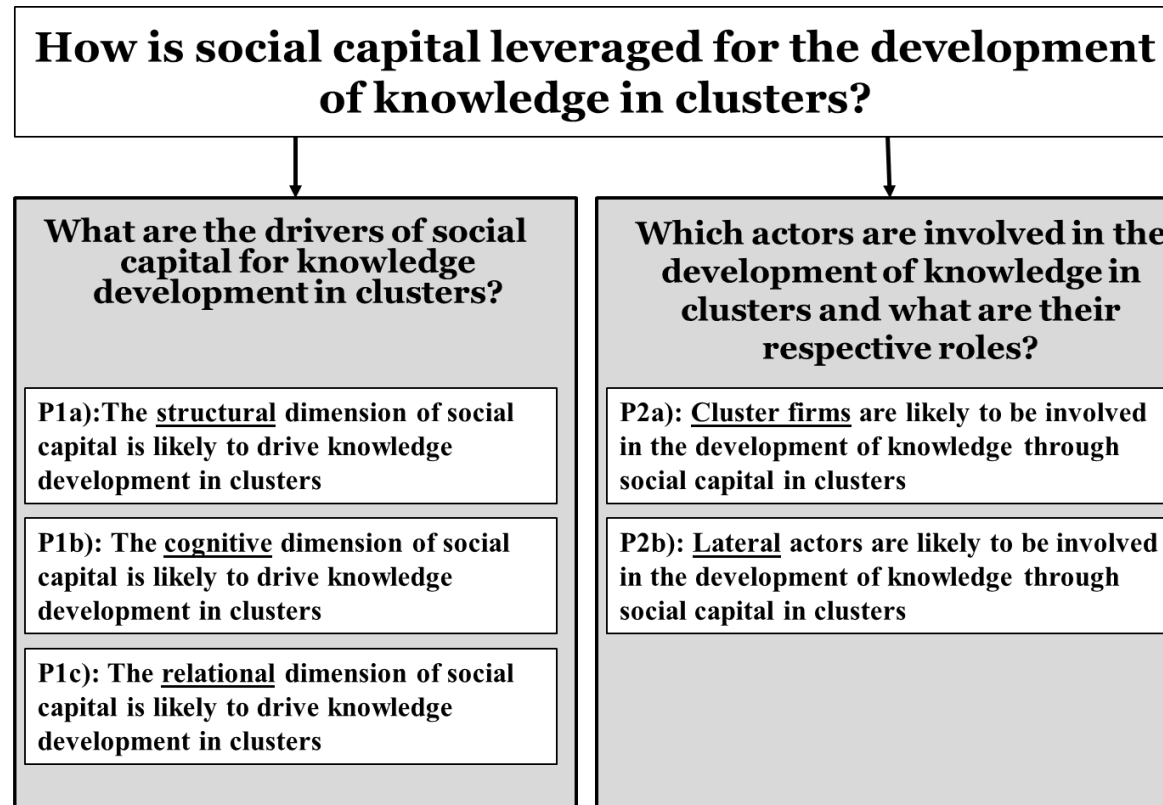 How is social capital leveraged for the development
of knowledge in clusters?
What are the drivers of social
capital for knowledge
development in clusters?
P1a):The structural dimension of social
capital is likely to drive knowledge
development in clusters
P1b): The cognitive dimension of social
capital is likely to drive knowledge
development in clusters
P1c): The relational dimension of social
capital is likely to drive knowledge
development in clusters
Which actors are involved in the
development of knowledge in
clusters and what are their
respective roles?
P2a): Cluster firms are likely to be involved
in the development of knowledge through
social capital in clusters
P2b): Lateral actors are likely to be involved
in the development of knowledge through
social capital in clusters